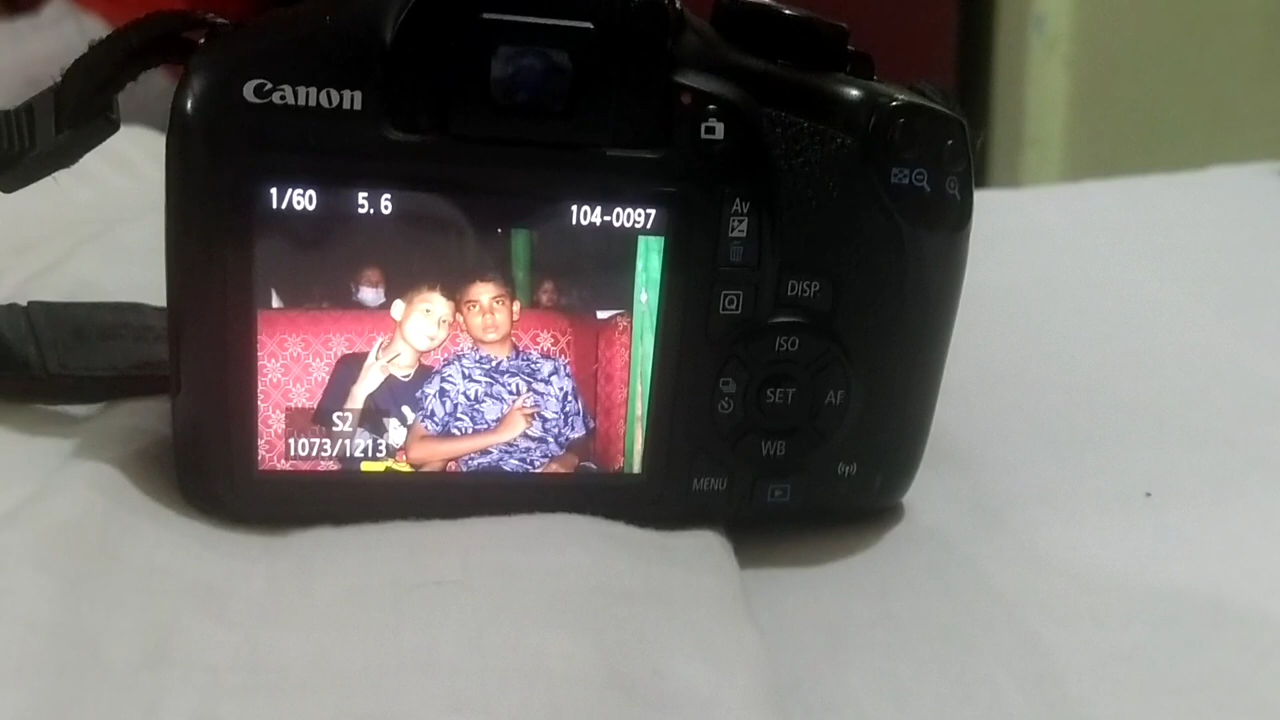 Canon
1/60 5.6 104-0097
Av
DISP
Q
ISO
SET
AF
S2
1073/1213
WB
MENU